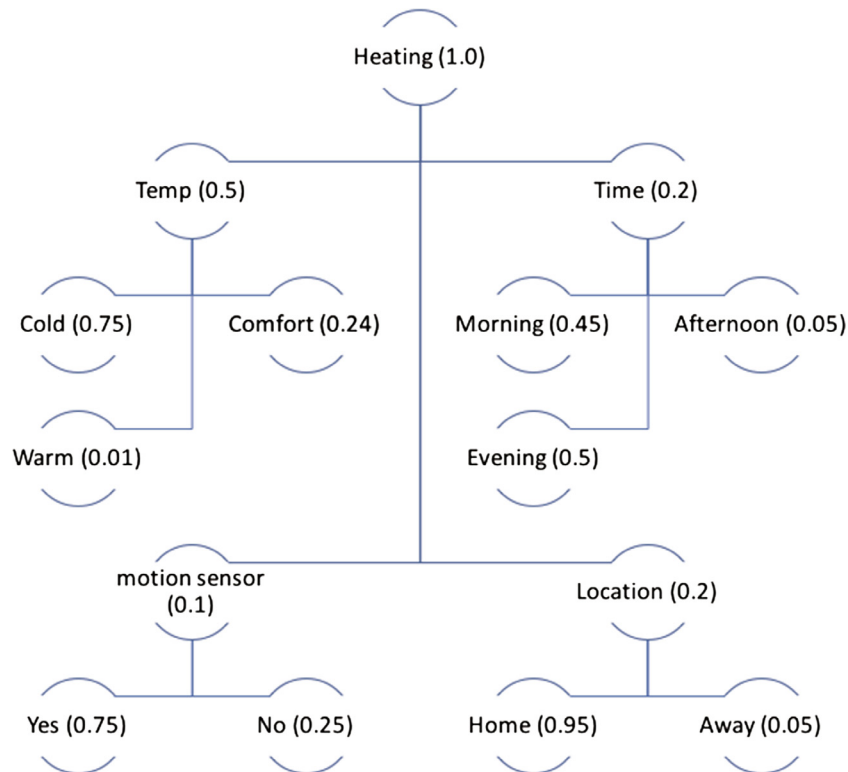 Heating (1.0)
Temp (0.5)
Time (0.2)
Cold (0.75)
Comfort (0.24)
Morning (0.45)
Afternoon (0.05)
Warm (0.01)
Evening (0.5)
motion sensor
(0.1)
Location (0.2)
Yes (0.75)
No (0.25)
Home (0.95)
Away (0.05)